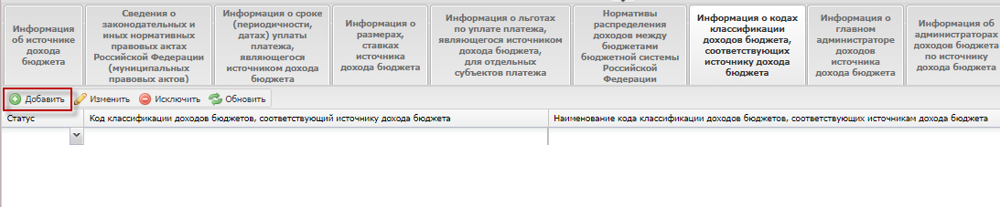 Информация
об источнике
дохода
бюджета
Сведения о
законодательных и
иных нормативных
правовых актах
Российской Федерации
(муниципальных
правовых актов)
Информация о сроке
(периодичности,
датах) уплаты
платежа,
являющегося
источником дохода
бюджета
Информация о
размерах,
ставках
источника
дохода бюджета
Информация о льготах
по уплате платежа,
являющегося источником
дохода бюджета,
для отдельных
субъектов платежа
Нормативы
распределения
доходов между
бюджетами
бюджетной системы
Российской
Федерации
Информация о кодах
классификации
доходов бюджета,
соответствующих
источнику дохода
бюджета
Информация о
главном
администраторе
доходов
источника
дохода бюджета
Информация об
администраторах
доходов бюджета
по источнику
дохода бюджета
Добавить Изменить Исключить Обновить
Статус Код классификации доходов бюджетов, соответствующий источнику дохода бюджета Наименование кода классификации доходов бюджетов, соответствующих источникам дохода бюджета